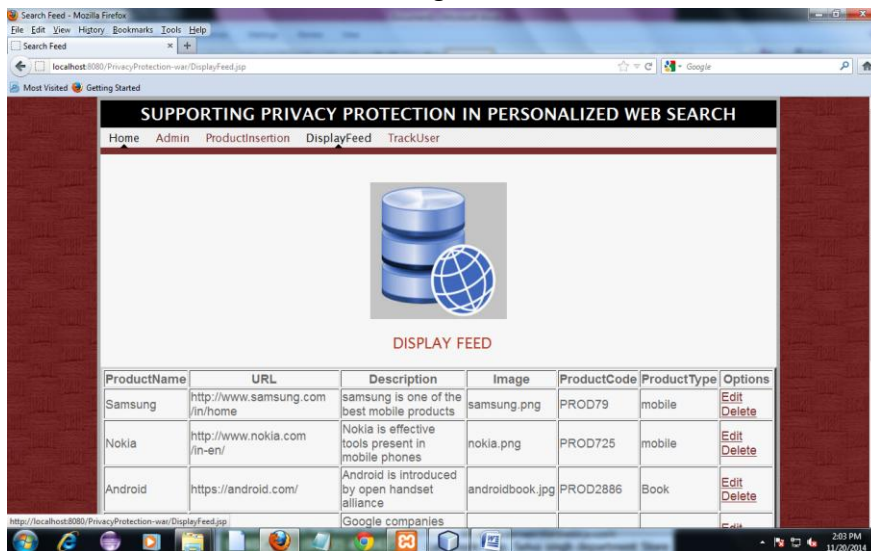 Search Feed - Mozilla Firefox
File Edit View History Bookmarks Tools Help
Search Feed × +
localhost:8080/PrivacyProtection-war/DisplayFeed.jsp
Google
Most Visited Getting Started
SUPPORTING PRIVACY PROTECTION IN PERSONALIZED WEB SEARCH
Home Admin ProductInsertion DisplayFeed TrackUser
DISPLAY FEED
ProductName URL Description Image ProductCode ProductType Options
Samsung http://www.samsung.com/in/home samsung is one of the best mobile products samsung.png PROD79 mobile Edit Delete
Nokia http://www.nokia.com/in-en/ Nokia is effective tools present in mobile phones nokia.png PROD725 mobile Edit Delete
Android https://android.com/ Android is introduced by open handset alliance androidbook.jpg PROD2886 Book Edit Delete
Google companies Edit
http://localhost:8080/PrivacyProtection-war/DisplayFeed.jsp
2:03 PM
11/20/2014